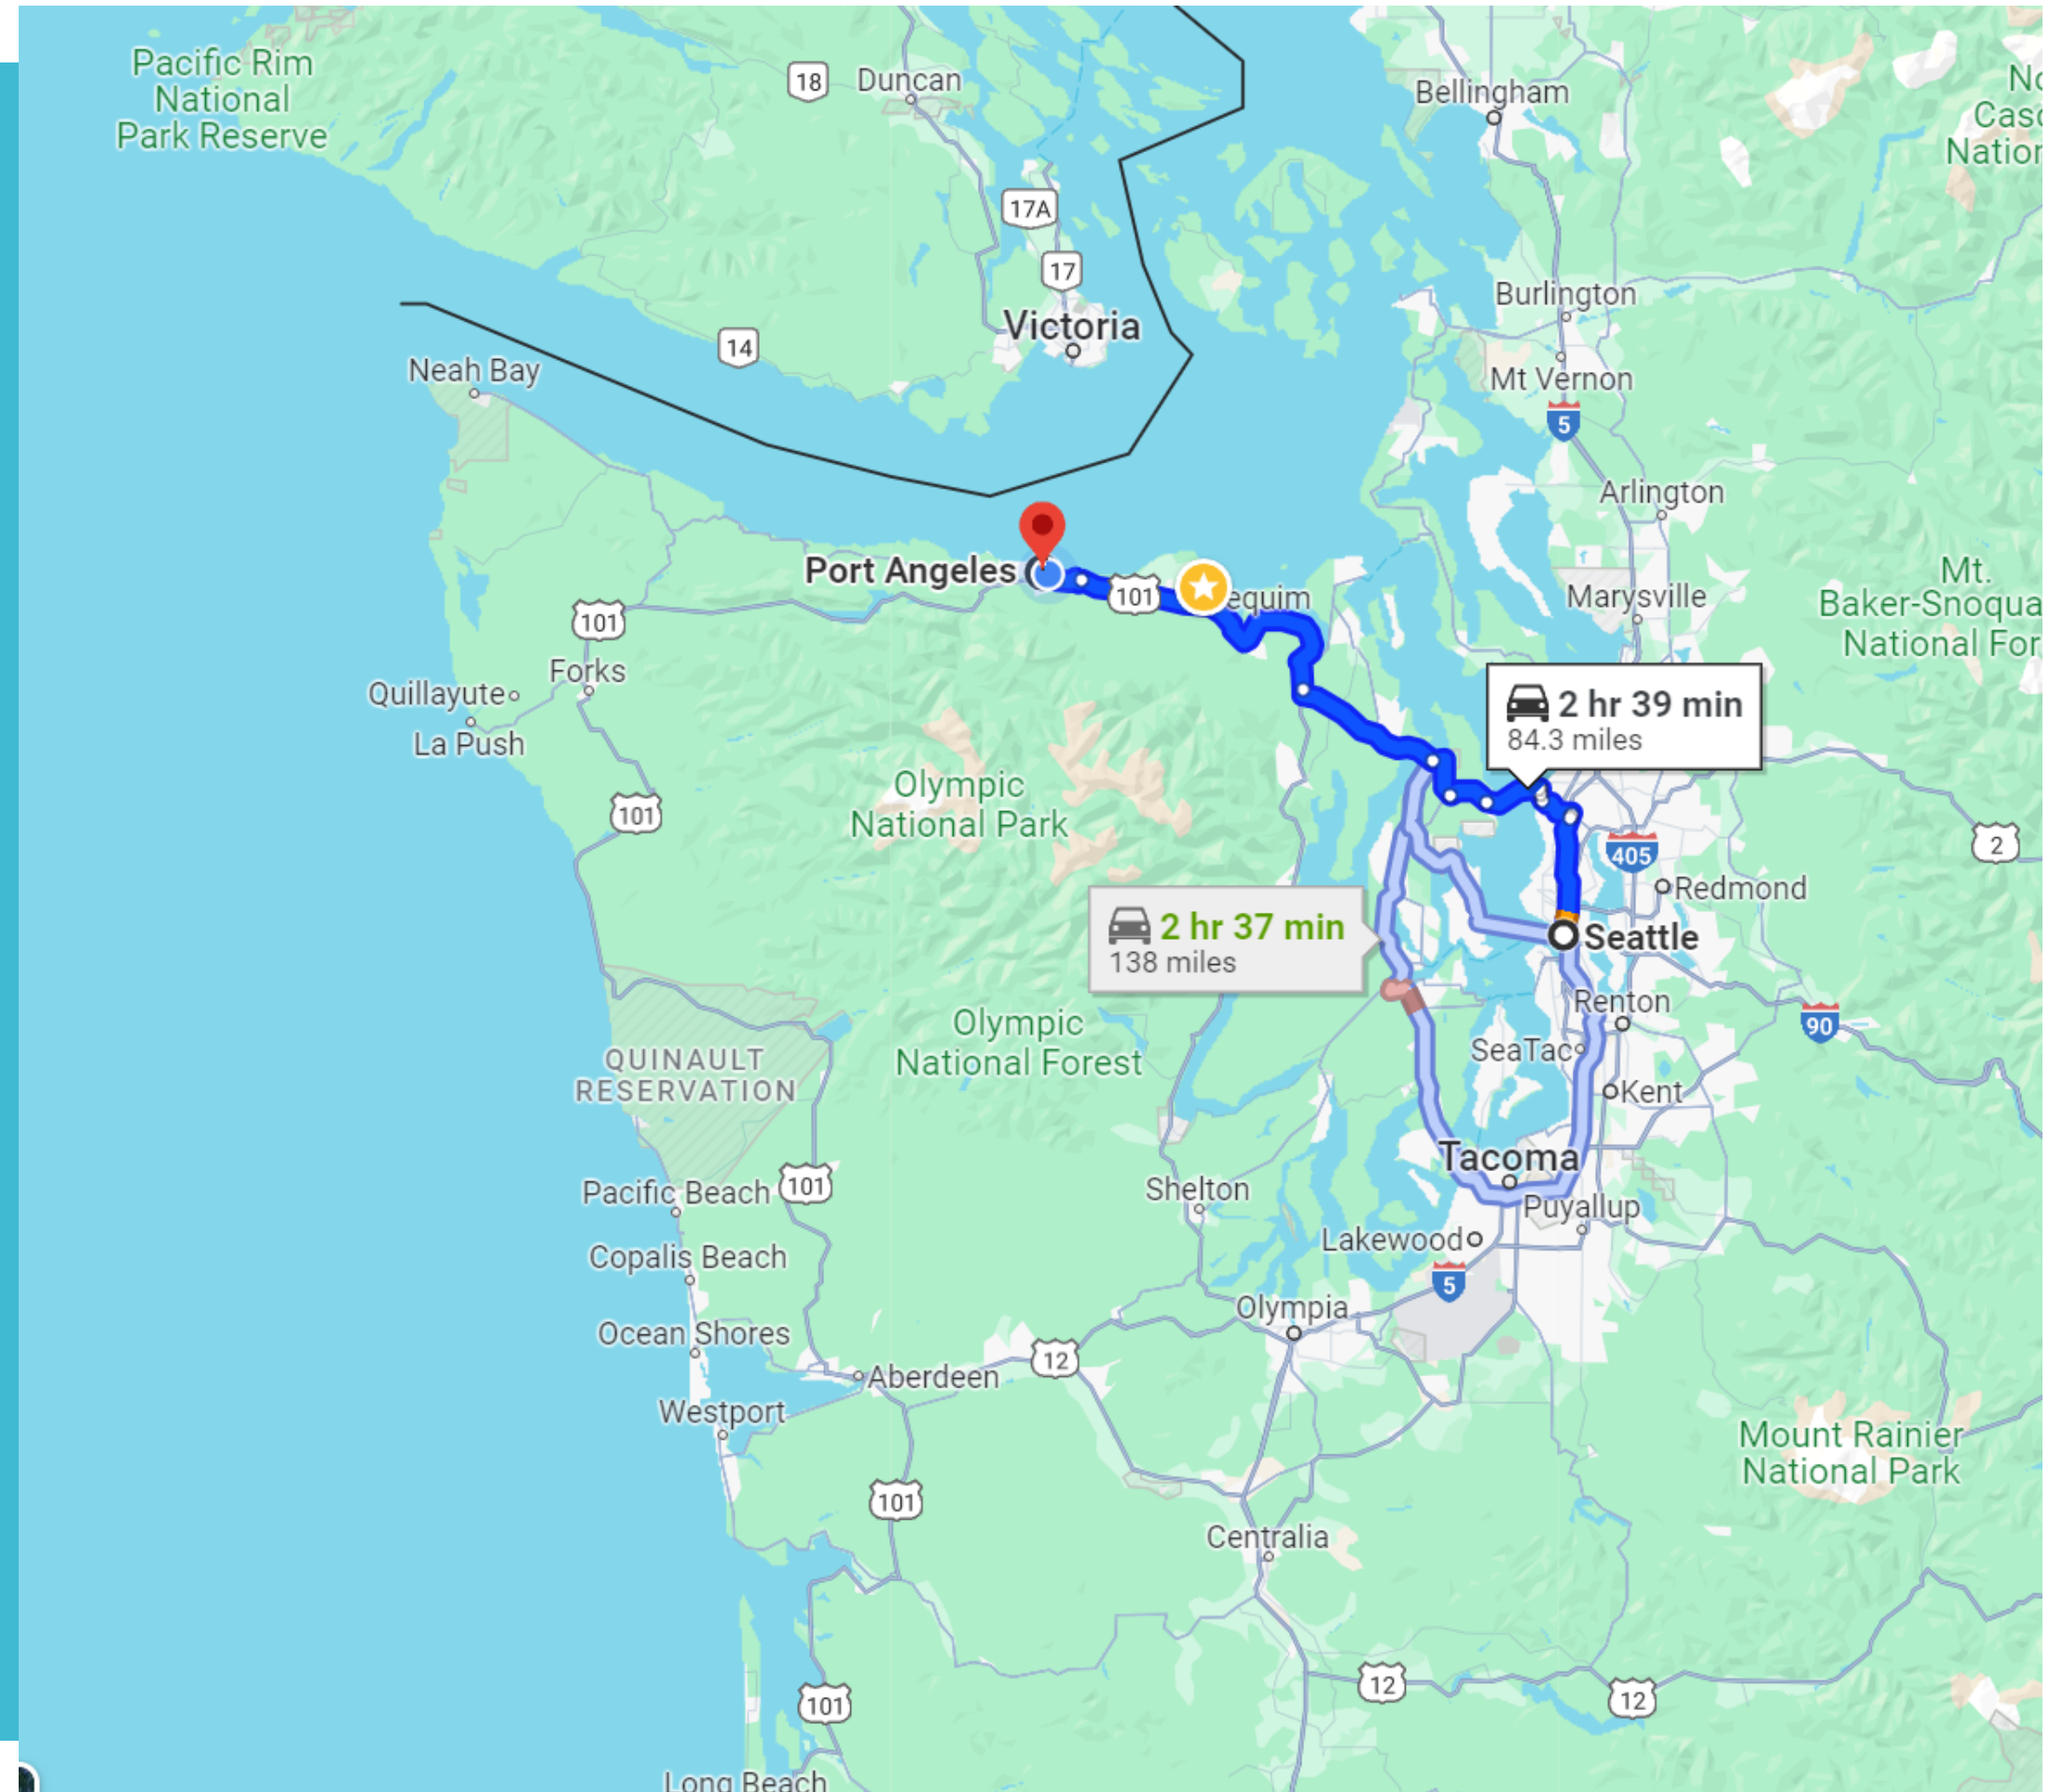 Pacific Rim
National
Park Reserve
18
Duncan
Bellingham
17A
17
Victoria
14
Burlington
Neah Bay
Mt Vernon
5
Arlington
Port Angeles
101
equim
Marysville
Mt.
Baker-Snoqua
National For
101
Forks
Quillayute
La Push
2 hr 39 min
84.3 miles
Olympic
National Park
101
405
2
Redmond
2 hr 37 min
138 miles
Seattle
Renton
90
Olympic
National Forest
SeaTac
QUINAULT
RESERVATION
Kent
Tacoma
Pacific Beach
101
Shelton
Puyallup
Lakewood
Copalis Beach
5
Olympia
Ocean Shores
12
Aberdeen
Westport
Mount Rainier
National Park
101
Centralia
12
12
101
Long Beach